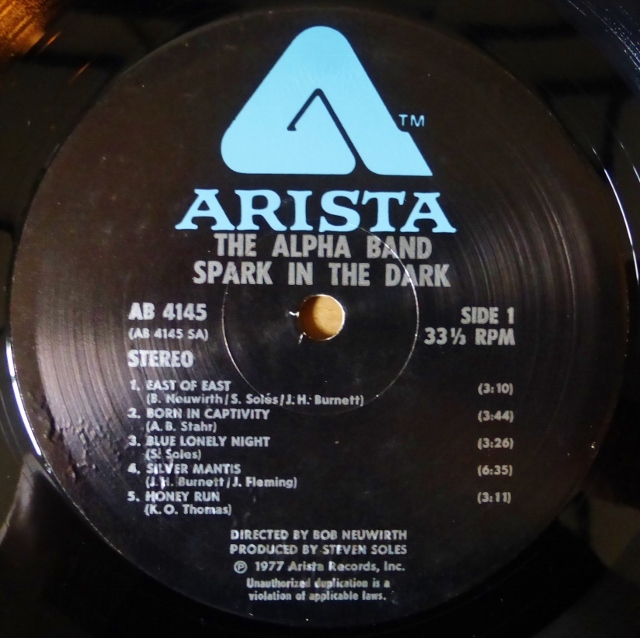 TM
ARISTA
THE ALPHA BAND
SPARK IN THE DARK
AB 4145 SIDE 1
(AB 4145 SA) 33⅓ RPM
STEREO
1. EAST OF EAST (3:10)
(B. Neuwirth/S. Soles/J.H. Burnett)
2. BORN IN CAPTIVITY (3:44)
(A.B. Stahr)
3. BLUE LONELY NIGHT (3:26)
(S. Soles)
4. SILVER MANTIS (6:35)
(J.H. Burnett/J. Fleming)
5. HONEY RUN (3:11)
(K.O. Thomas)
DIRECTED BY BOB NEUWIRTH
PRODUCED BY STEVEN SOLES
℗ 1977 Arista Records, Inc.
Unauthorized duplication is a
violation of applicable laws.